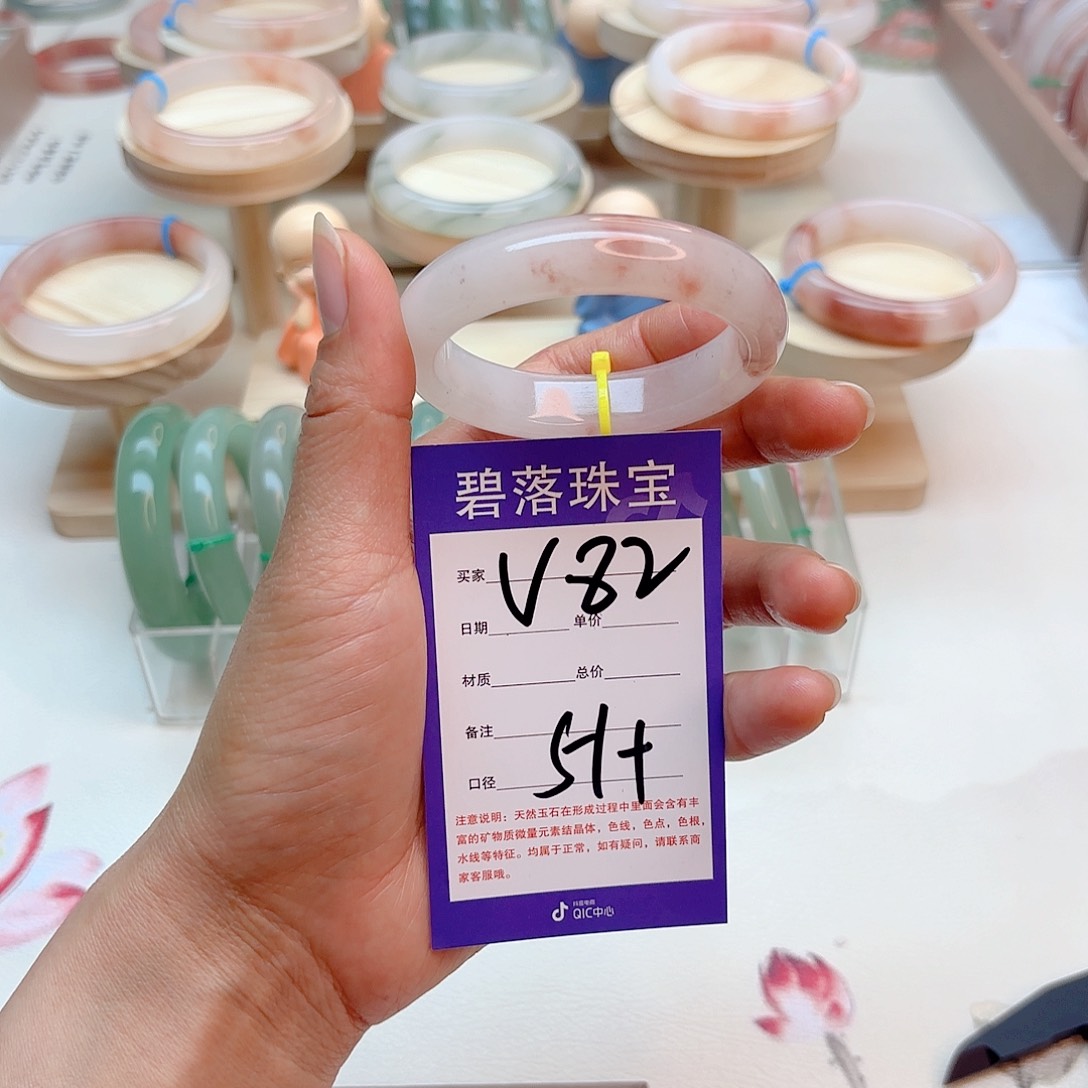 碧落珠宝
买家 V82
日期 单价
材质 总价
备注
口径
注意说明：天然玉石在形成过程中里面会含有丰
富的矿物质微量元素结晶体，色线，色点，色根，
水线等特征。均属于正常，如有疑问，请联系商
家客服哦。
抖音电商
QIC中心